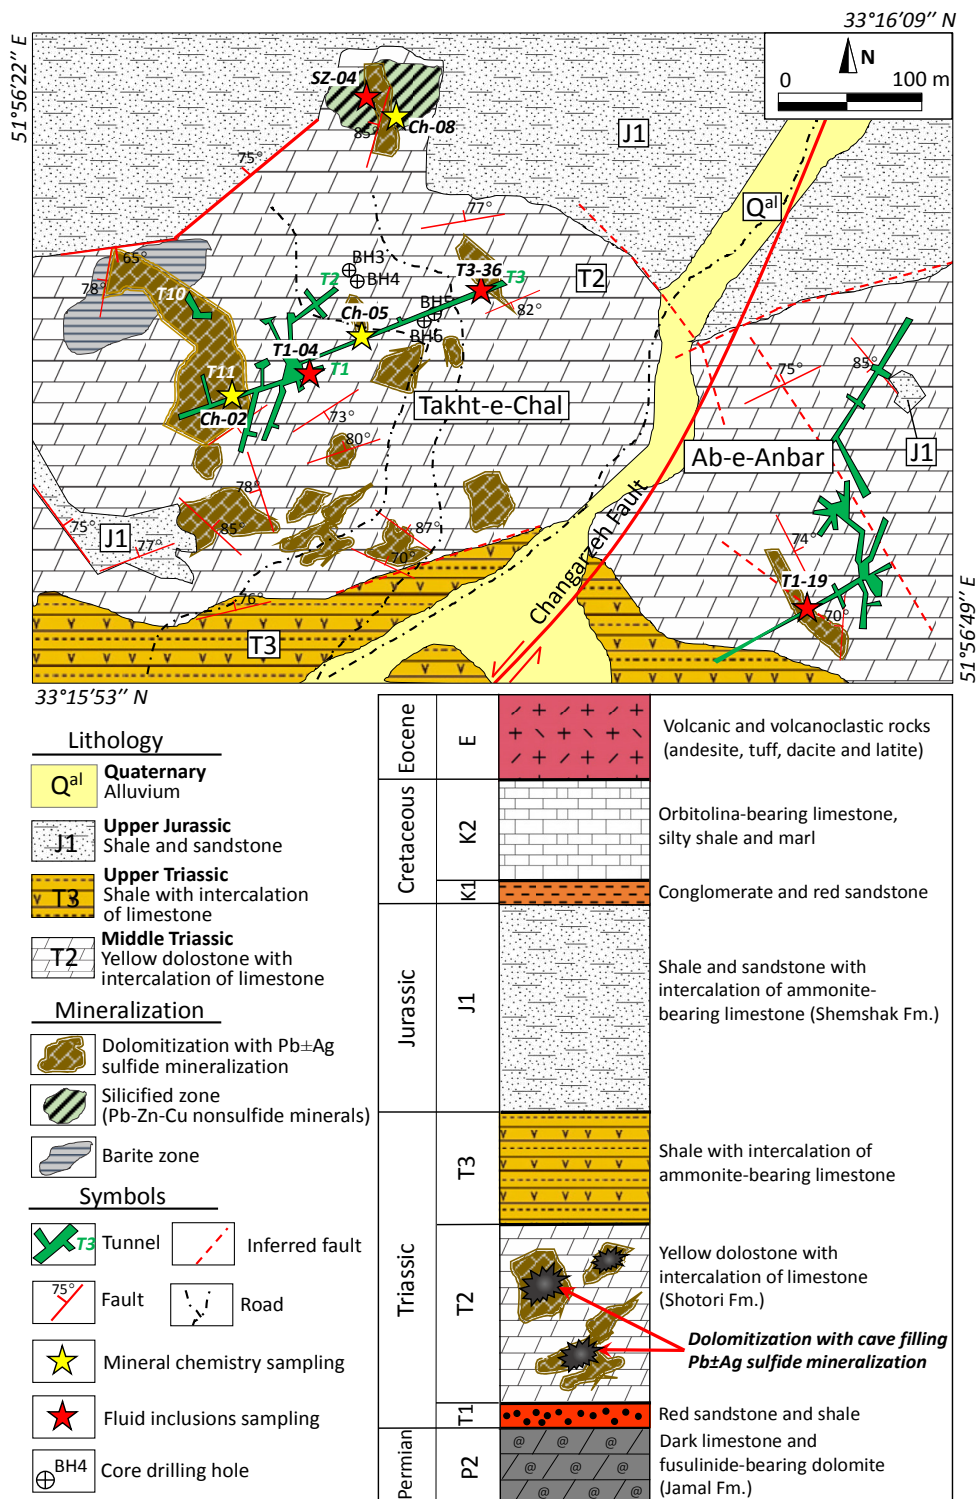 33°16'09'' N
51°56'22'' E
N
0 100 m
SZ-04
Ch-08
85°
J1
75°
Qal
77°
65°
BH3
T2
BH4
T3-36
T3
T2
78°
T10
82°
Ch-05
BH5
BH6
T1-04
T1
75°
85°
T11
Takht-e-Chal
Ch-02
73°
80°
Ab-e-Anbar
J1
78°
75°
J1
77°
85°
87°
70°
Changarzeh Fault
74°
T1-19
76°
70°
T3
51°56'49'' E
33°15'53'' N
Lithology
Qal
Quaternary
Alluvium
J1
Upper Jurassic
Shale and sandstone
T3
Upper Triassic
Shale with intercalation
of limestone
T2
Middle Triassic
Yellow dolostone with
intercalation of limestone
Mineralization
Dolomitization with Pb±Ag
sulfide mineralization
Silicified zone
(Pb-Zn-Cu nonsulfide minerals)
Barite zone
Symbols
T3
Tunnel
Inferred fault
75°
Fault
Road
Mineral chemistry sampling
Fluid inclusions sampling
BH4
Core drilling hole
Eocene
E
Volcanic and volcanoclastic rocks
(andesite, tuff, dacite and latite)
Cretaceous
K2
Orbitolina-bearing limestone,
silty shale and marl
K1
Conglomerate and red sandstone
Jurassic
J1
Shale and sandstone with
intercalation of ammonite-
bearing limestone (Shemshak Fm.)
Triassic
T3
Shale with intercalation of
ammonite-bearing limestone
T2
Yellow dolostone with
intercalation of limestone
(Shotori Fm.)
Dolomitization with cave filling
Pb±Ag sulfide mineralization
T1
Red sandstone and shale
Permian
P2
Dark limestone and
fusulinide-bearing dolomite
(Jamal Fm.)